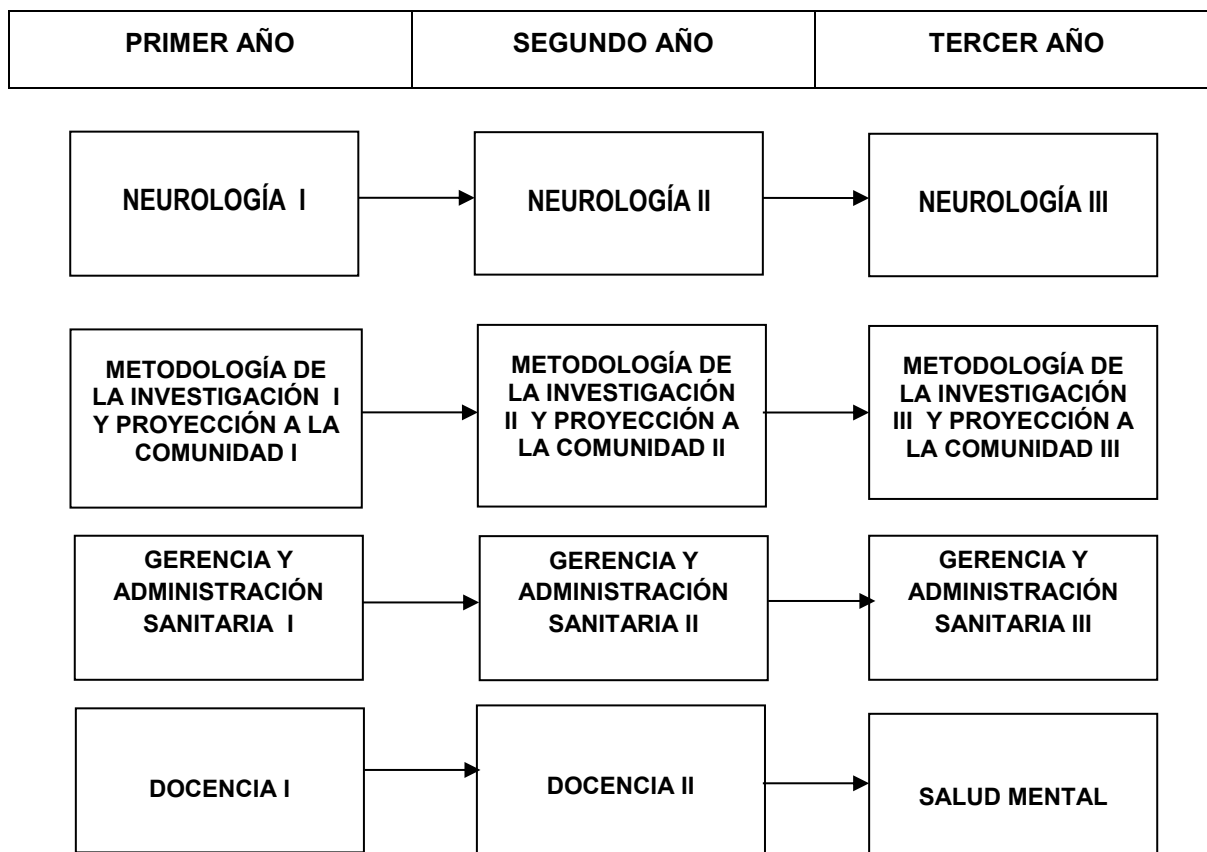 PRIMER AÑO SEGUNDO AÑO TERCER AÑO
NEUROLOGÍA I
NEUROLOGÍA II
NEUROLOGÍA III
METODOLOGÍA DE
LA INVESTIGACIÓN I
Y PROYECCIÓN A LA
COMUNIDAD I
METODOLOGÍA DE
LA INVESTIGACIÓN
II Y PROYECCIÓN A
LA COMUNIDAD II
METODOLOGÍA DE
LA INVESTIGACIÓN
III Y PROYECCIÓN A
LA COMUNIDAD III
GERENCIA Y
ADMINISTRACIÓN
SANITARIA I
GERENCIA Y
ADMINISTRACIÓN
SANITARIA II
GERENCIA Y
ADMINISTRACIÓN
SANITARIA III
DOCENCIA I
DOCENCIA II
SALUD MENTAL